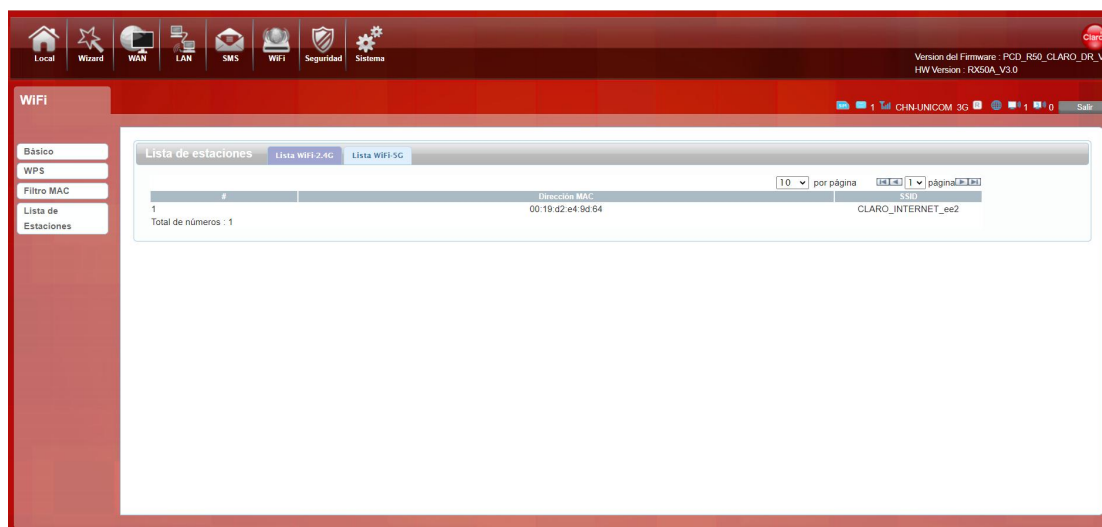 Local Wizard WAN LAN SMS WiFi Seguridad Sistema
Claro
Version del Firmware : PCD_R50_CLARO_DR_V
HW Version : RX50A_V3.0
WiFi
1 CHN-UNICOM 3G R 1 0 Salir
Básico
WPS
Filtro MAC
Lista de
Estaciones
Lista de estaciones Lista WiFi-2.4G Lista WiFi-5G
10 por página 1 página
# Dirección MAC SSID
1 00:19:d2:e4:9d:64 CLARO_INTERNET_ee2
Total de números : 1